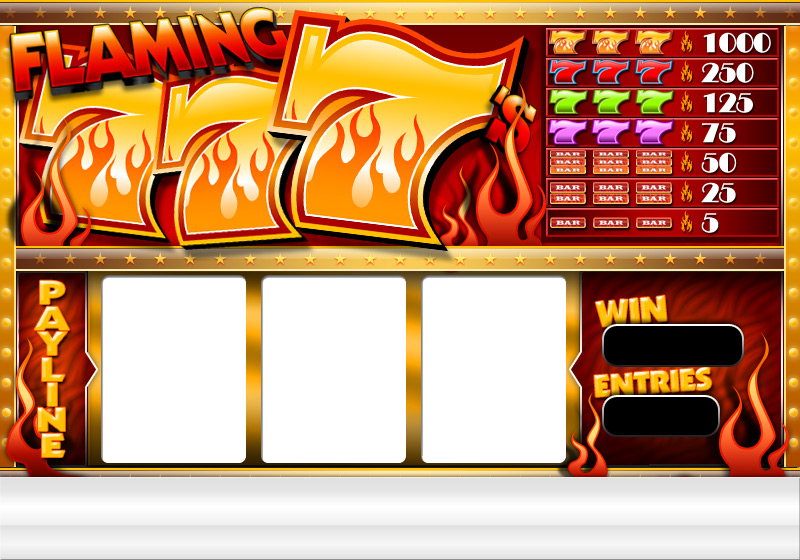 FLAMING
777's
777 1000
777 250
777 125
777 75
BAR BAR BAR
BAR BAR BAR 50
BAR BAR BAR
BAR BAR BAR
BAR BAR BAR 25
BAR BAR BAR 5
PAYLINE
WIN
ENTRIES